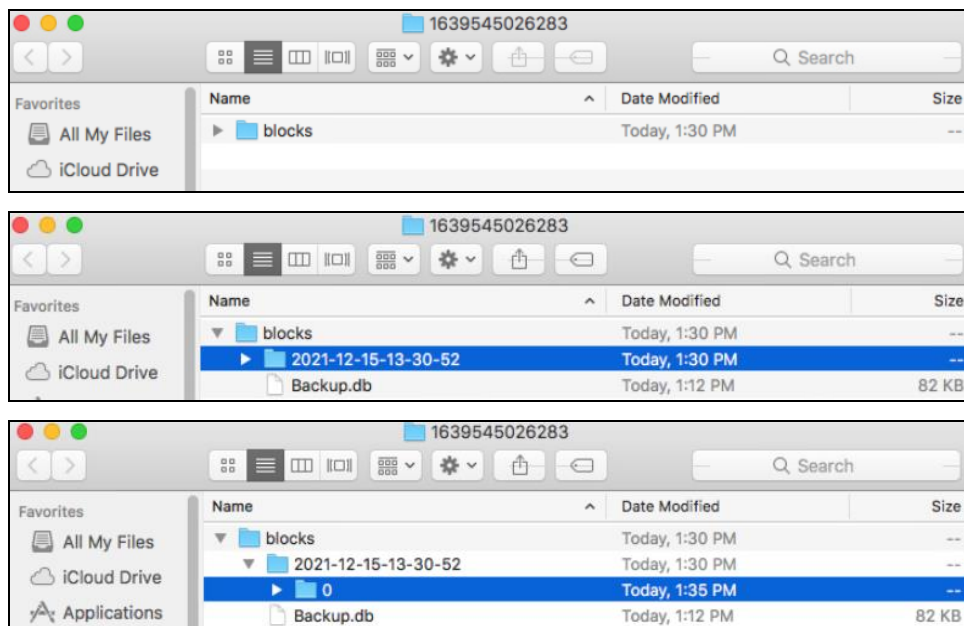 1639545026283
Search
Favorites
Name Date Modified Size
All My Files
blocks Today, 1:30 PM --
iCloud Drive
1639545026283
Search
Favorites
Name Date Modified Size
All My Files
blocks Today, 1:30 PM --
2021-12-15-13-30-52 Today, 1:30 PM --
iCloud Drive
Backup.db Today, 1:12 PM 82 KB
1639545026283
Search
Favorites
Name Date Modified Size
All My Files
blocks Today, 1:30 PM --
2021-12-15-13-30-52 Today, 1:30 PM --
iCloud Drive
0 Today, 1:35 PM --
Applications
Backup.db Today, 1:12 PM 82 KB